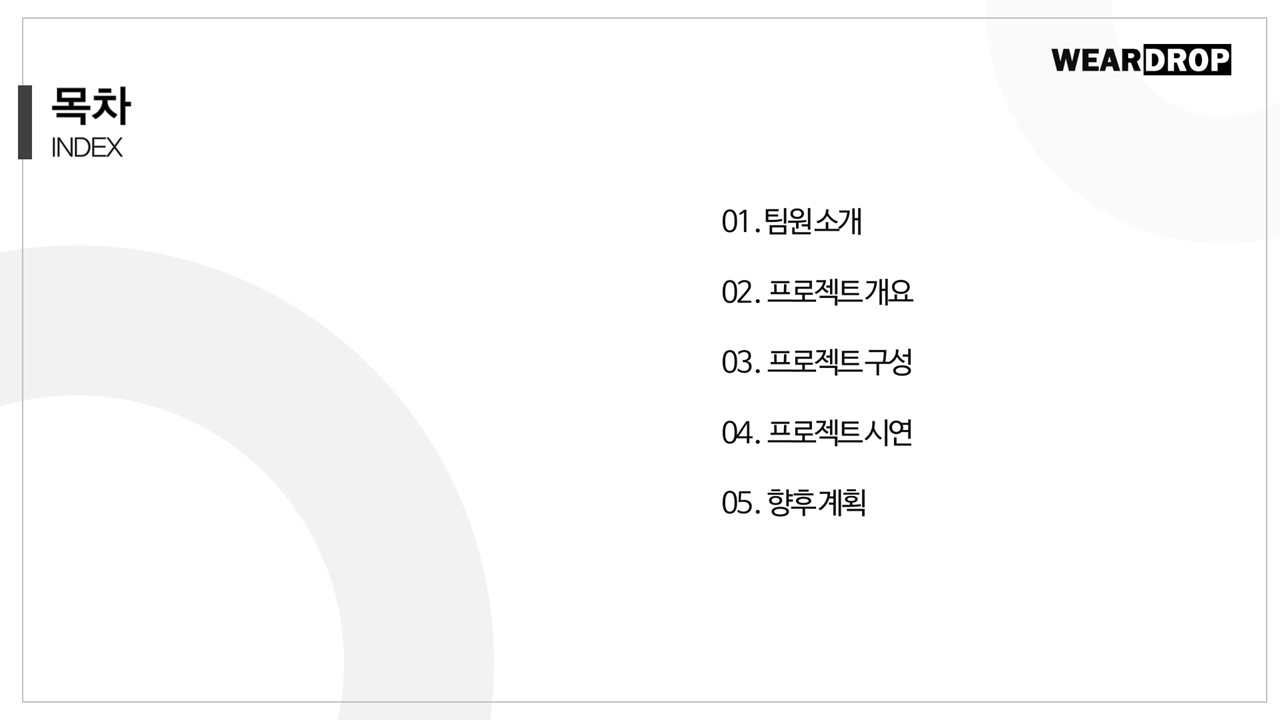 WEARDROP
목차
INDEX
01. 팀원 소개
02. 프로젝트 개요
03. 프로젝트 구성
04. 프로젝트 시연
05. 향후 계획